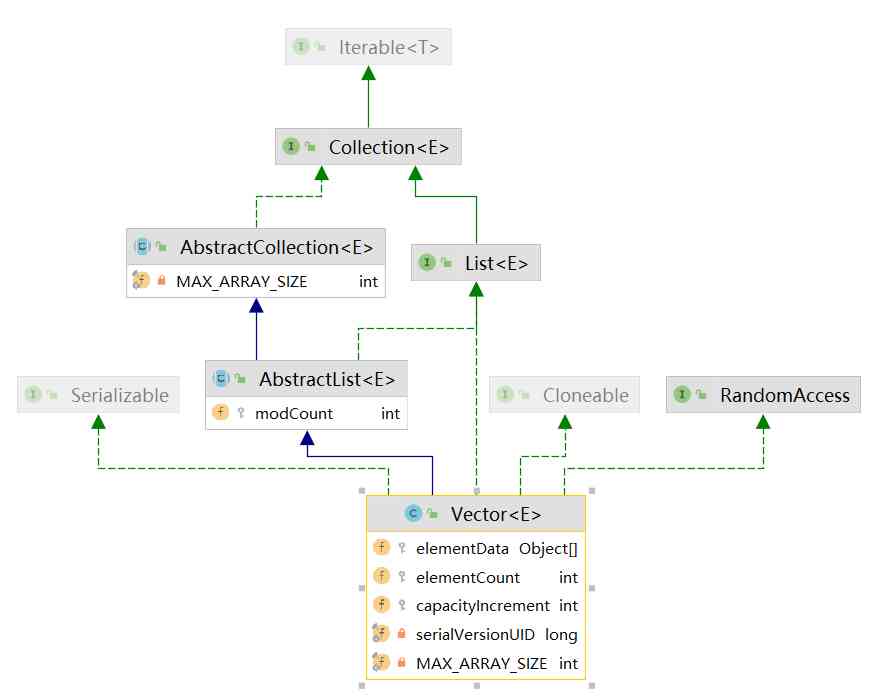 Iterable<T>
Collection<E>
AbstractCollection<E>
MAX_ARRAY_SIZE int
List<E>
AbstractList<E>
modCount int
Serializable
Cloneable
RandomAccess
Vector<E>
elementData Object[]
elementCount int
capacityIncrement int
serialVersionUID long
MAX_ARRAY_SIZE int